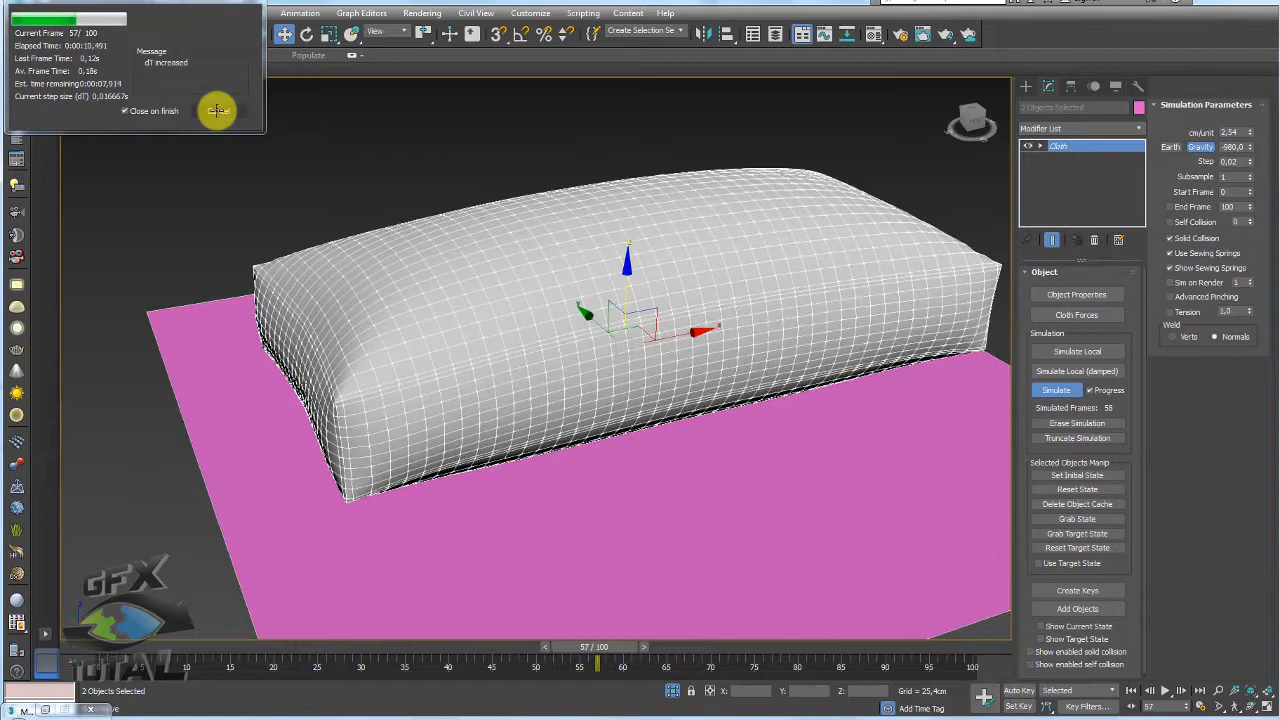 Animation Graph Editors Rendering Civil View Customize Scripting Content Help
View
Create Selection Se
Populate
Current Frame 57/ 100
Elapsed Time: 0:00:10,491
Last Frame Time: 0,12s
Av. Frame Time: 0,18s
Est. time remaining 0:00:07,914
Current step size (dT) 0,016667s
Message
dT increased
Close on finish
Cancel
2 Objects Selected
Modifier List
Cloth
Object
Object Properties
Cloth Forces
Simulation
Simulate Local
Simulate Local (damped)
Simulate Progress
Simulated Frames: 58
Erase Simulation
Truncate Simulation
Selected Objects Manip
Set Initial State
Reset State
Delete Object Cache
Grab State
Grab Target State
Reset Target State
Use Target State
Create Keys
Add Objects
Show Current State
Show Target State
Show enabled solid collision
Show enabled self collision
Simulation Parameters
cm/unit 2,54
Earth Gravity -980,0
Step 0,02
Subsample 1
Start Frame 0
End Frame 100
Self Collision 0
Solid Collision
Use Sewing Springs
Show Sewing Springs
Sim on Render 1
Advanced Pinching
Tension 1,0
Weld
Verts Normals
GFX
TOTAL
57 / 100
15 20 25 30 35 40 45 50 55 60 65 70 75 80 85 90 95 100
2 Objects Selected
X: Y: Z: Grid = 25,4cm
Add Time Tag
Auto Key Selected
Set Key Key Filters...
57